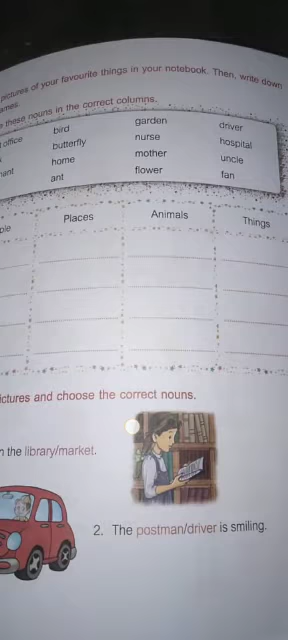 pictures of your favourite things in your notebook. Then, write down
ames.
these nouns in the correct columns.
office bird garden driver
butterfly nurse hospital
home mother uncle
ant flower fan
Places Animals Things
ictures and choose the correct nouns.
the library/market.
2. The postman/driver is smiling.